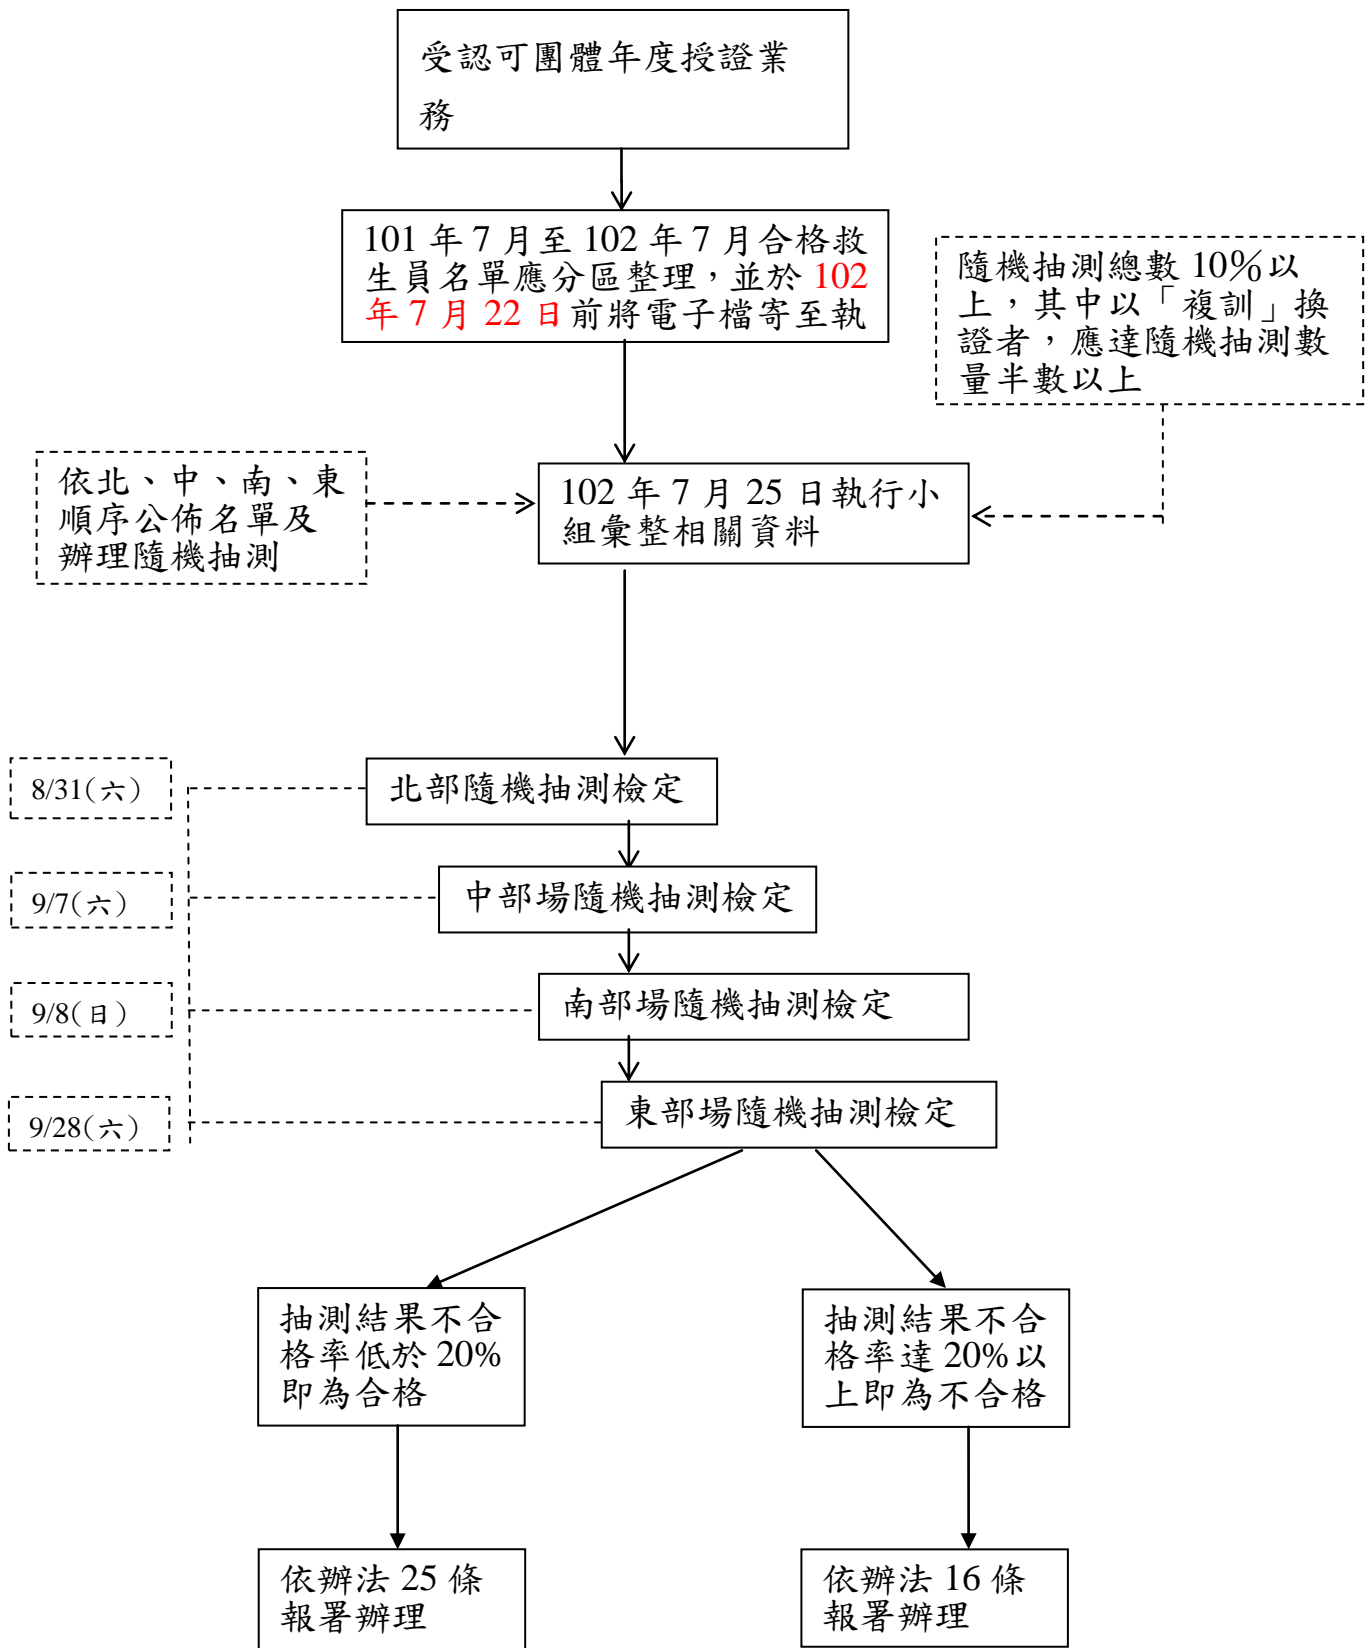 受認可團體年度授證業
務
101 年 7 月至 102 年 7 月合格救
生員名單應分區整理，並於 102
年 7 月 22 日前將電子檔寄至執
隨機抽測總數 10%以
上，其中以「複訓」換
證者，應達隨機抽測數
量半數以上
依北、中、南、東
順序公佈名單及
辦理隨機抽測
102 年 7 月 25 日執行小
組彙整相關資料
8/31(六)
北部隨機抽測檢定
9/7(六)
中部場隨機抽測檢定
9/8(日)
南部場隨機抽測檢定
9/28(六)
東部場隨機抽測檢定
抽測結果不合
格率低於 20%
即為合格
抽測結果不合
格率達 20%以
上即為不合格
依辦法 25 條
報署辦理
依辦法 16 條
報署辦理